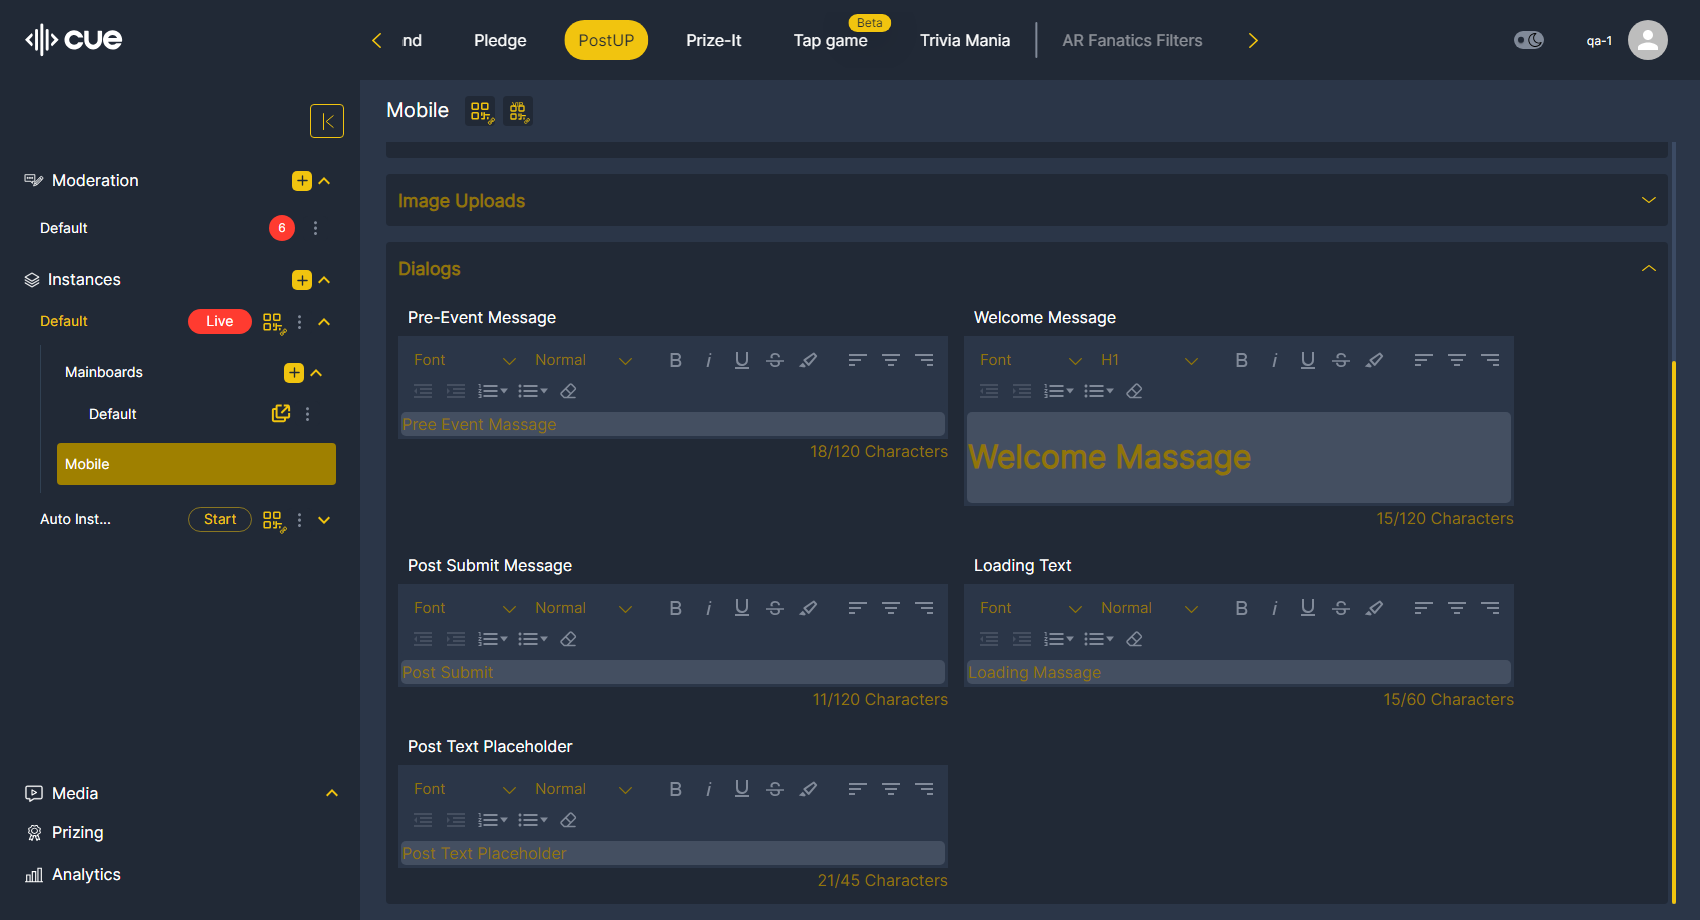 cue
nd
Pledge
PostUP
Prize-It
Beta
Tap game
Trivia Mania
AR Fanatics Filters
qa-1
Moderation
Default
6
Instances
Default
Live
Mainboards
Default
Mobile
Auto Inst...
Start
Media
Prizing
Analytics
Mobile
Image Uploads
Dialogs
Pre-Event Message
Font Normal
Pree Event Massage
18/120 Characters
Welcome Message
Font H1
Welcome Massage
15/120 Characters
Post Submit Message
Font Normal
Post Submit
11/120 Characters
Loading Text
Font Normal
Loading Massage
15/60 Characters
Post Text Placeholder
Font Normal
Post Text Placeholder
21/45 Characters